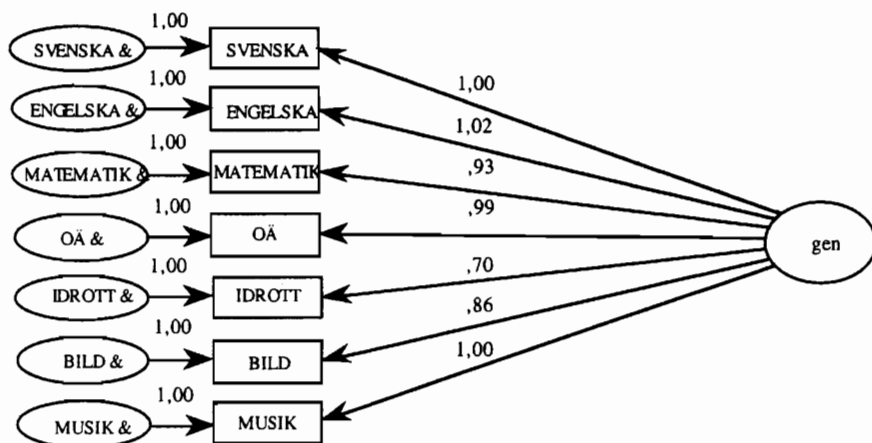 1,00
SVENSKA &
SVENSKA
1,00
1,00
ENGELSKA &
ENGELSKA
1,02
1,00
MATEMATIK &
MATEMATIK
,93
1,00
,99
OÄ &
OÄ
gen
1,00
,70
IDROTT &
IDROTT
1,00
,86
BILD &
BILD
1,00
1,00
MUSIK &
MUSIK